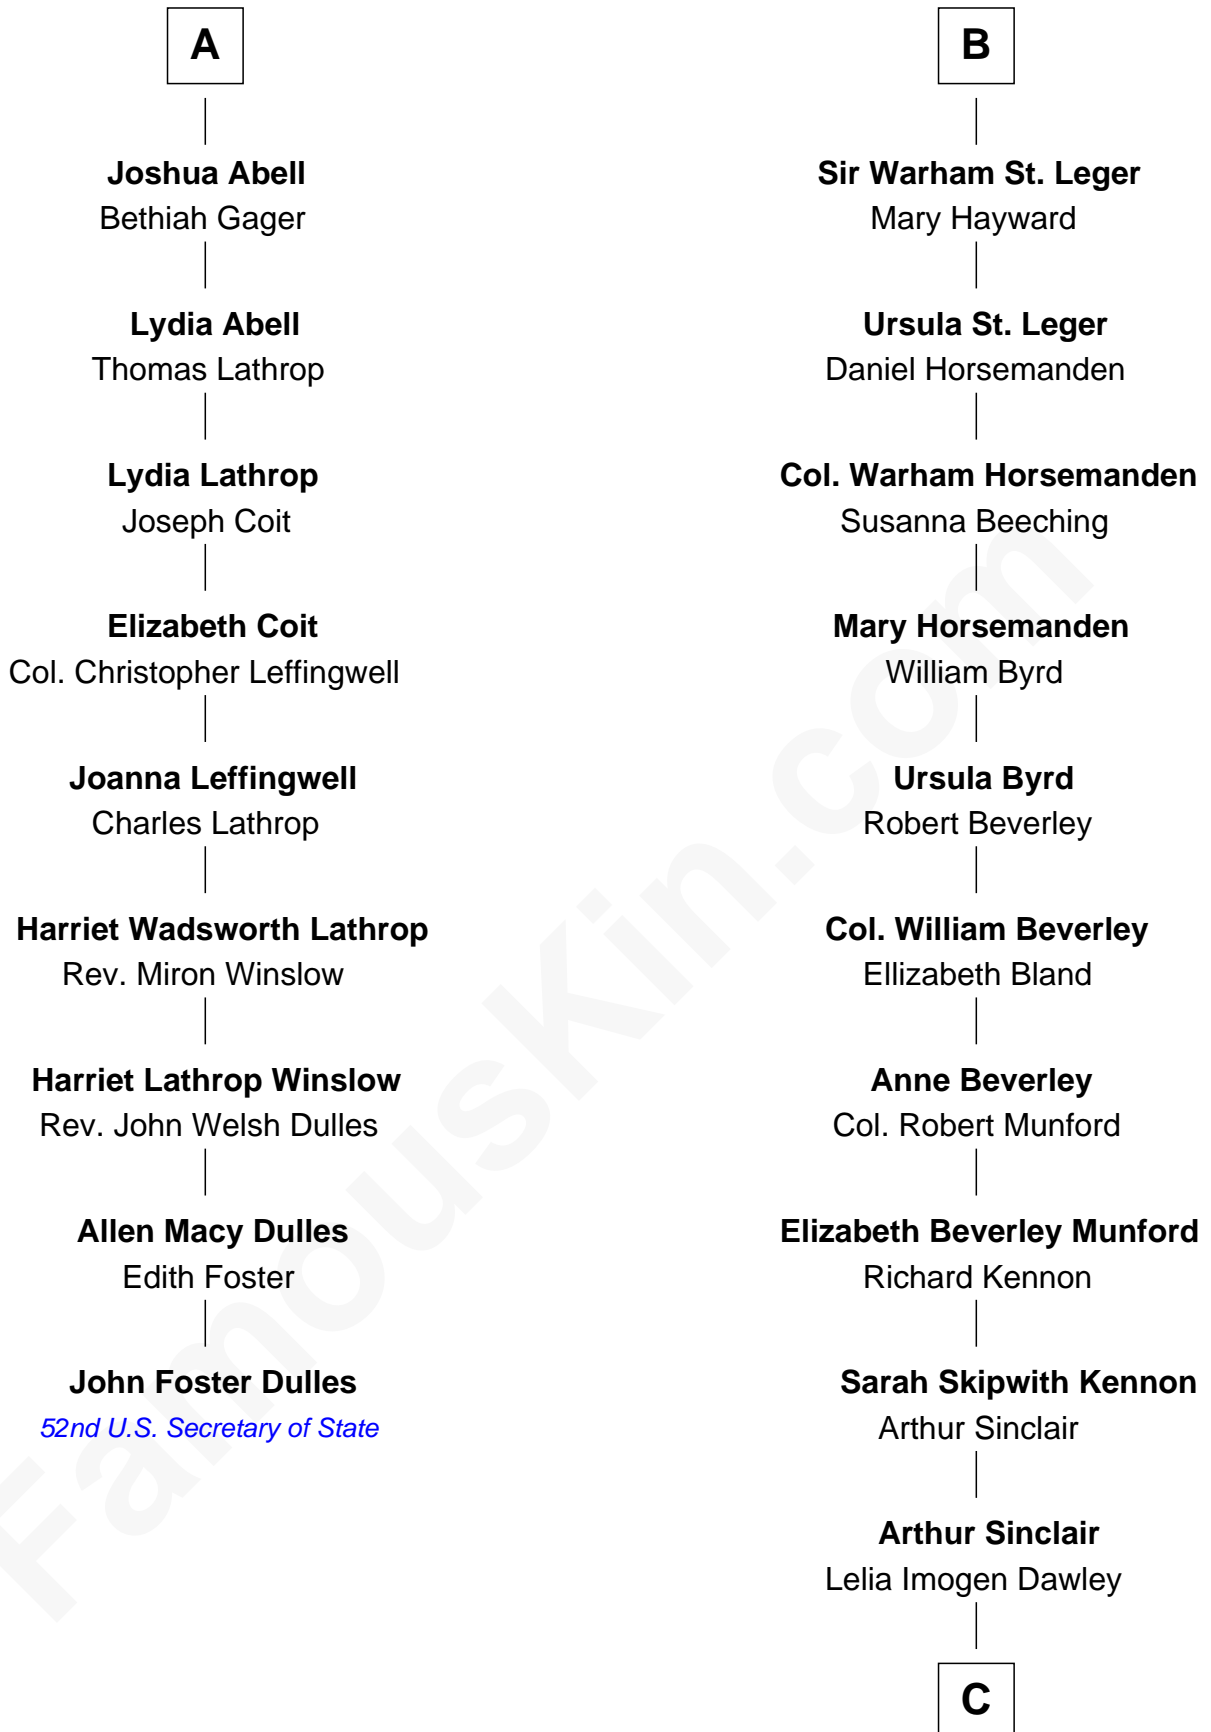 A
Joshua Abell
Bethiah Gager
Lydia Abell
Thomas Lathrop
Lydia Lathrop
Joseph Coit
Elizabeth Coit
Col. Christopher Leffingwell
Joanna Leffingwell
Charles Lathrop
Harriet Wadsworth Lathrop
Rev. Miron Winslow
Harriet Lathrop Winslow
Rev. John Welsh Dulles
Allen Macy Dulles
Edith Foster
John Foster Dulles
52nd U.S. Secretary of State
B
Sir Warham St. Leger
Mary Hayward
Ursula St. Leger
Daniel Horsemanden
Col. Warham Horsemanden
Susanna Beeching
Mary Horsemanden
William Byrd
Ursula Byrd
Robert Beverley
Col. William Beverley
Ellizabeth Bland
Anne Beverley
Col. Robert Munford
Elizabeth Beverley Munford
Richard Kennon
Sarah Skipwith Kennon
Arthur Sinclair
Arthur Sinclair
Lelia Imogen Dawley
C
FamousKin.com